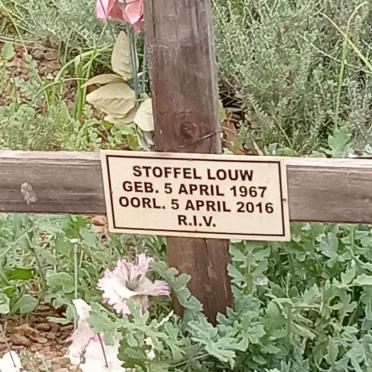 STOFFEL LOUW
GEB. 5 APRIL 1967
OORL. 5 APRIL 2016
R.I.V.